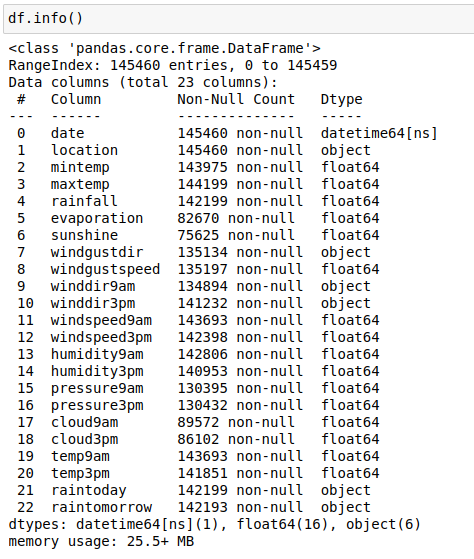 df.info()
<class 'pandas.core.frame.DataFrame'>
RangeIndex: 145460 entries, 0 to 145459
Data columns (total 23 columns):
 #   Column         Non-Null Count   Dtype
---  ------         --------------   -----
 0   date           145460 non-null  datetime64[ns]
 1   location       145460 non-null  object
 2   mintemp        143975 non-null  float64
 3   maxtemp        144199 non-null  float64
 4   rainfall       142199 non-null  float64
 5   evaporation    82670 non-null   float64
 6   sunshine       75625 non-null   float64
 7   windgustdir    135134 non-null  object
 8   windgustspeed  135197 non-null  float64
 9   winddir9am     134894 non-null  object
 10  winddir3pm     141232 non-null  object
 11  windspeed9am   143693 non-null  float64
 12  windspeed3pm   142398 non-null  float64
 13  humidity9am    142806 non-null  float64
 14  humidity3pm    140953 non-null  float64
 15  pressure9am    130395 non-null  float64
 16  pressure3pm    130432 non-null  float64
 17  cloud9am       89572 non-null   float64
 18  cloud3pm       86102 non-null   float64
 19  temp9am        143693 non-null  float64
 20  temp3pm        141851 non-null  float64
 21  raintoday      142199 non-null  object
 22  raintomorrow   142193 non-null  object
dtypes: datetime64[ns](1), float64(16), object(6)
memory usage: 25.5+ MB